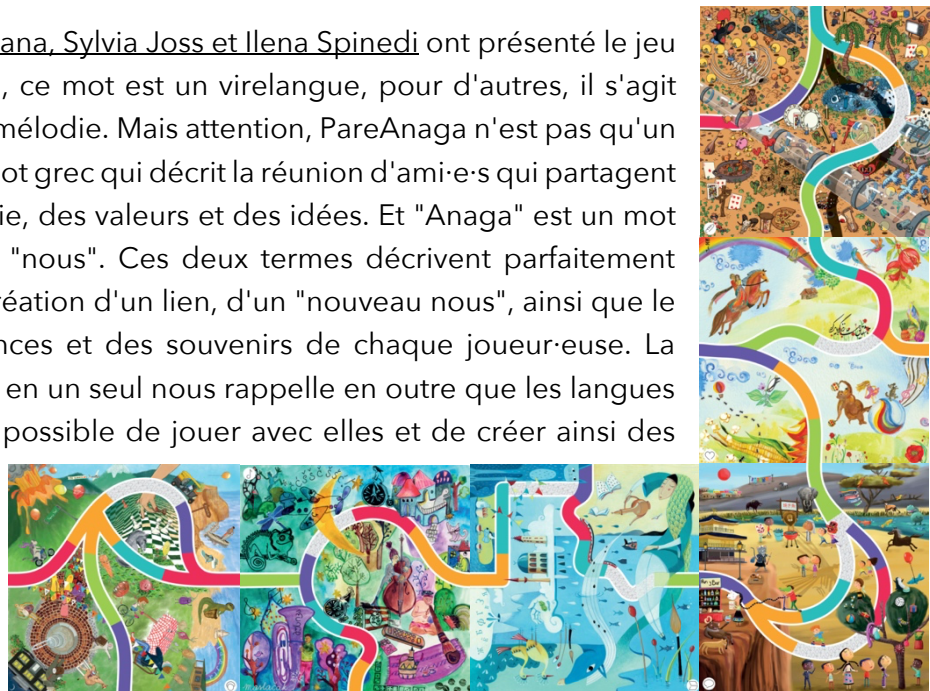 ana, Sylvia Joss et Ilena Spinedi ont présenté le jeu
, ce mot est un virelangue, pour d'autres, il s'agit
mélodie. Mais attention, PareAnaga n'est pas qu'un
ot grec qui décrit la réunion d'ami·e·s qui partagent
ie, des valeurs et des idées. Et "Anaga" est un mot
"nous". Ces deux termes décrivent parfaitement
réation d'un lien, d'un "nouveau nous", ainsi que le
nces et des souvenirs de chaque joueur·euse. La
en un seul nous rappelle en outre que les langues
possible de jouer avec elles et de créer ainsi des